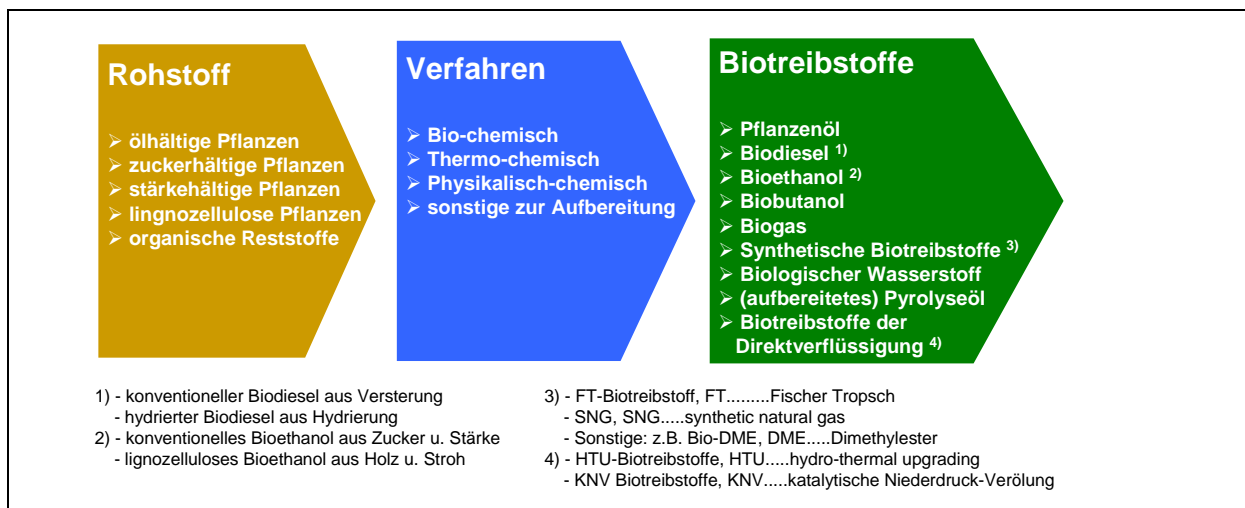 Rohstoff
➢ ölhältige Pflanzen
➢ zuckerhältige Pflanzen
➢ stärkehältige Pflanzen
➢ lingnozellulose Pflanzen
➢ organische Reststoffe
Verfahren
➢ Bio-chemisch
➢ Thermo-chemisch
➢ Physikalisch-chemisch
➢ sonstige zur Aufbereitung
Biotreibstoffe
➢ Pflanzenöl
➢ Biodiesel 1)
➢ Bioethanol 2)
➢ Biobutanol
➢ Biogas
➢ Synthetische Biotreibstoffe 3)
➢ Biologischer Wasserstoff
➢ (aufbereitetes) Pyrolyseöl
➢ Biotreibstoffe der
Direktverflüssigung 4)
1) - konventioneller Biodiesel aus Versterung
- hydrierter Biodiesel aus Hydrierung
2) - konventionelles Bioethanol aus Zucker u. Stärke
- lignozelluloses Bioethanol aus Holz u. Stroh
3) - FT-Biotreibstoff, FT.........Fischer Tropsch
- SNG, SNG.....synthetic natural gas
- Sonstige: z.B. Bio-DME, DME.....Dimethylester
4) - HTU-Biotreibstoffe, HTU.....hydro-thermal upgrading
- KNV Biotreibstoffe, KNV.....katalytische Niederdruck-Verölung